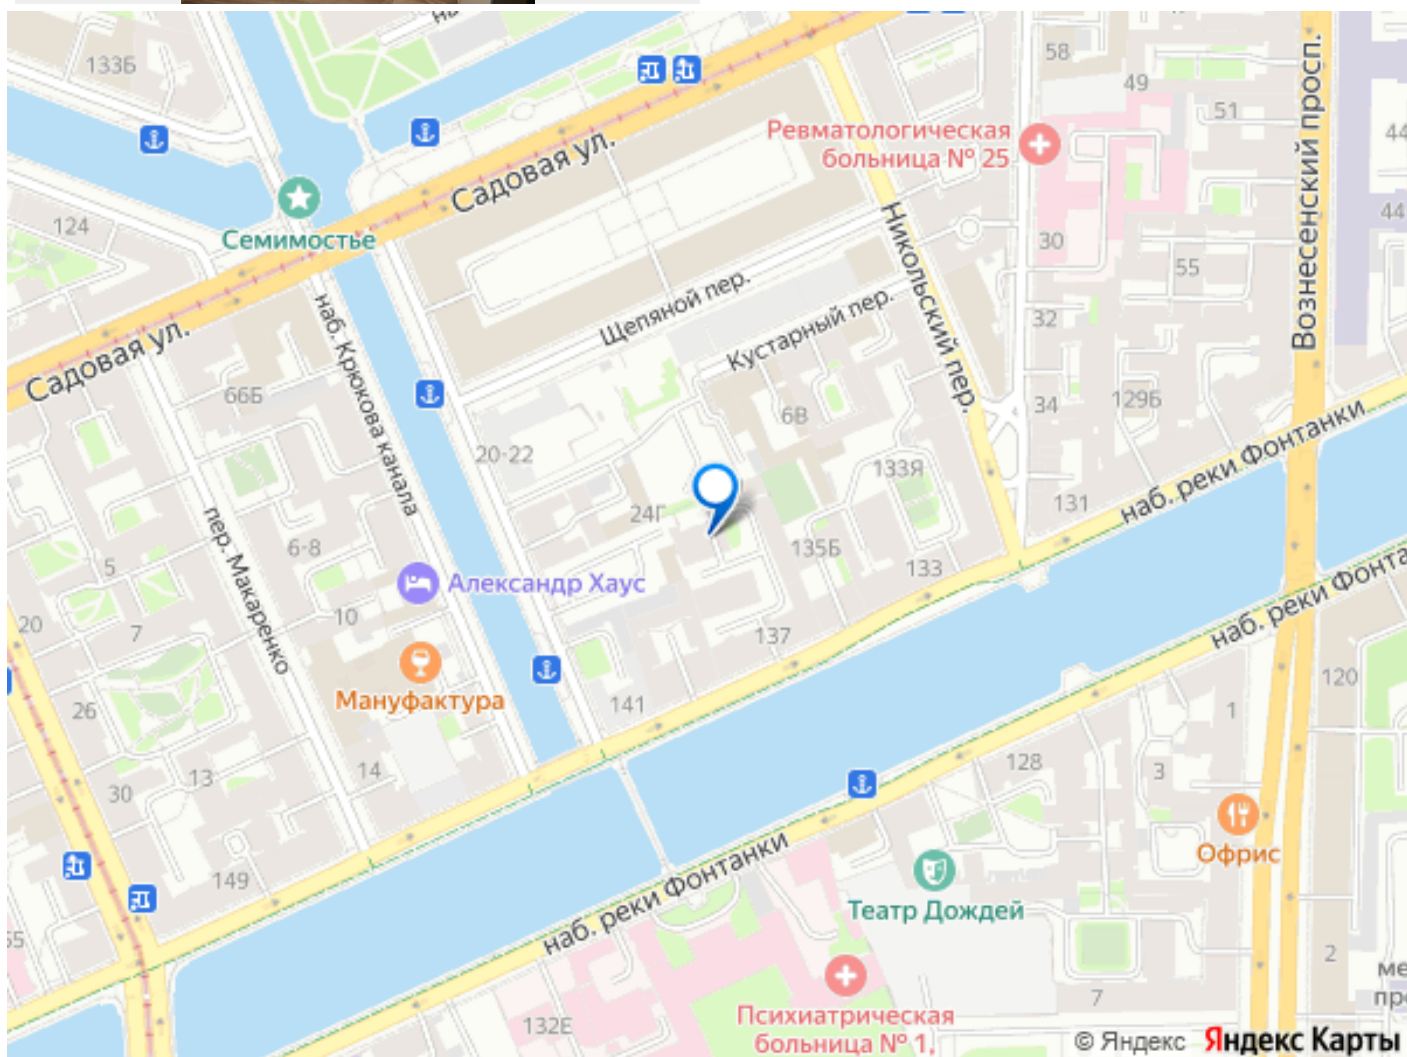 133Б
58
49
51
44
Ревматологическая
больница № 25
Вознесенский просп.
Садовая ул.
124
Семимостье
30
44
Никольский пер.
55
Щепяной пер.
Кустарный пер.
32
Садовая ул.
наб. Крюкова канала
66Б
6В
34
129Б
наб. реки Фонтанки
20-22
133Я
24Г
131
пер. Макаренко
6-8
135Б
5
133
Александр Хаус
наб. реки Фонта
20
7
10
137
Мануфактура
141
120
26
1
13
14
128
3
30
Офрис
149
наб. реки Фонтанки
Театр Дождей
55
2
132Е
7
ме
пр
Психиатрическая
больница № 1,
© Яндекс Яндекс Карты